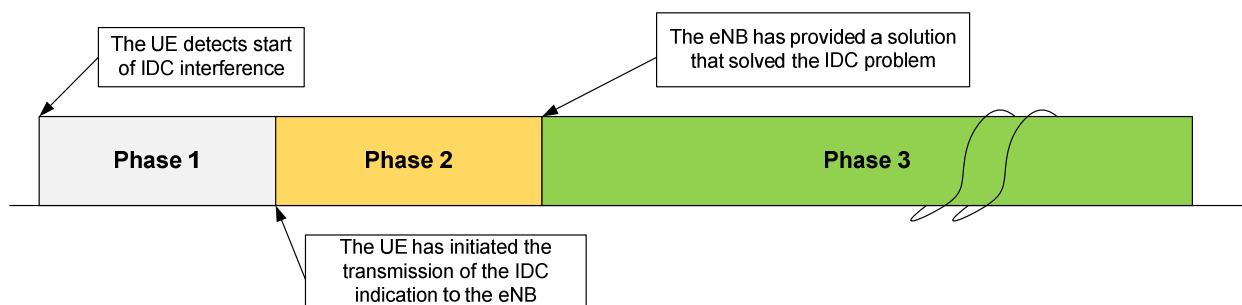 The UE detects start
of IDC interference
The eNB has provided a solution
that solved the IDC problem
Phase 1
Phase 2
Phase 3
The UE has initiated the
transmission of the IDC
indication to the eNB